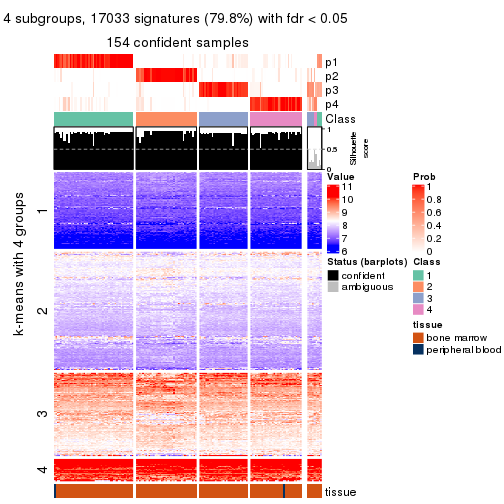 4 subgroups, 17033 signatures (79.8%) with fdr < 0.05
154 confident samples
p1
p2
p3
p4
Class
1
0.5
0
Silhouette
score
k-means with 4 groups
1
2
3
4
tissue
Value
11
10
9
8
7
6
Prob
1
0.8
0.6
0.4
0.2
0
Status (barplots)
confident
ambiguous
Class
1
2
3
4
tissue
bone marrow
peripheral blood